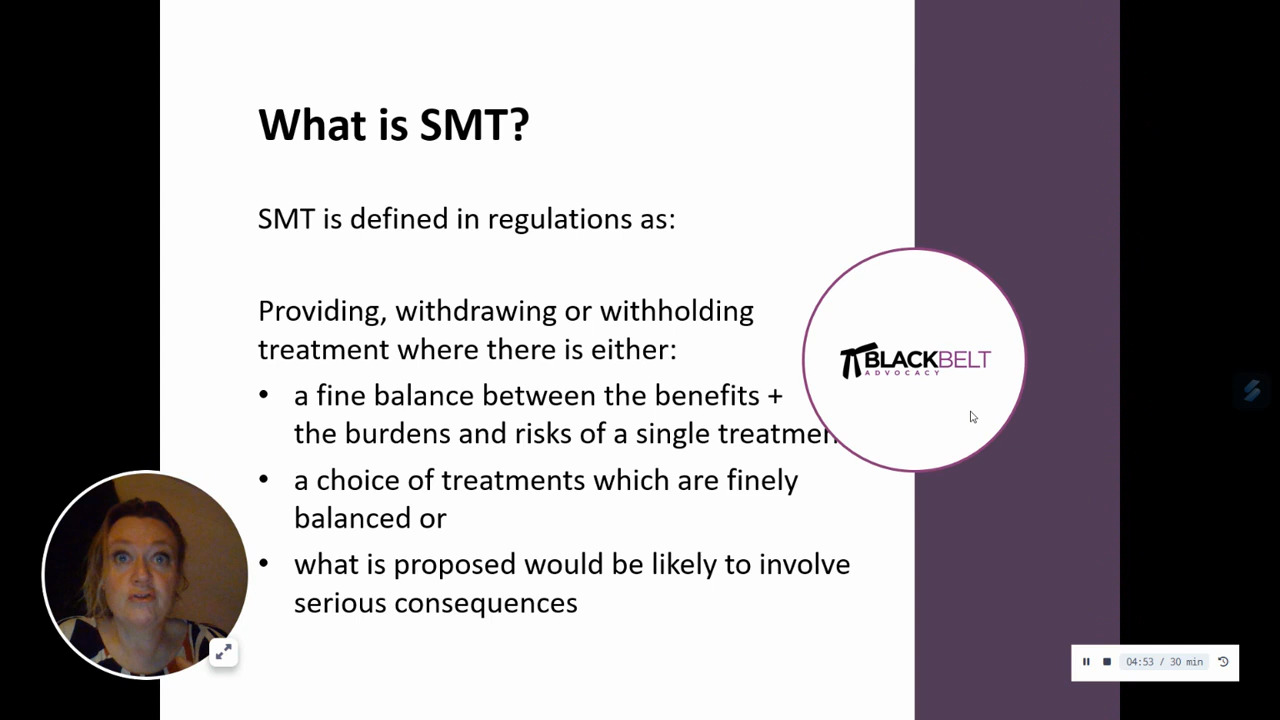 What is SMT?
SMT is defined in regulations as:
Providing, withdrawing or withholding
treatment where there is either:
• a fine balance between the benefits +
the burdens and risks of a single treatmen
• a choice of treatments which are finely
balanced or
• what is proposed would be likely to involve
serious consequences
BLACKBELT
ADVOCACY
04:53 / 30 min